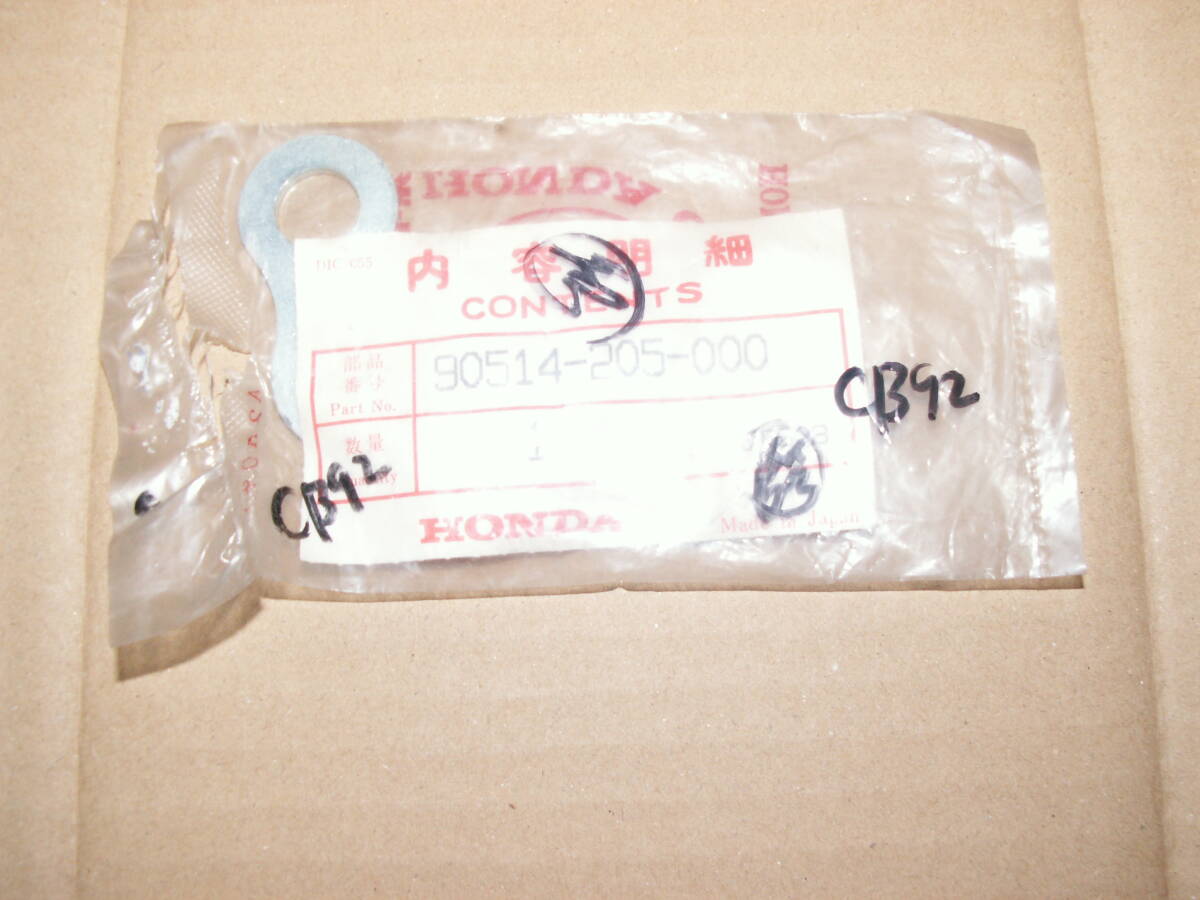 HONDA
DIC 655
内容明細
CONTENTS
部品
番号
Part No.
90514-205-000
CB92
数量
1
CB92
HONDA
Made in Japan